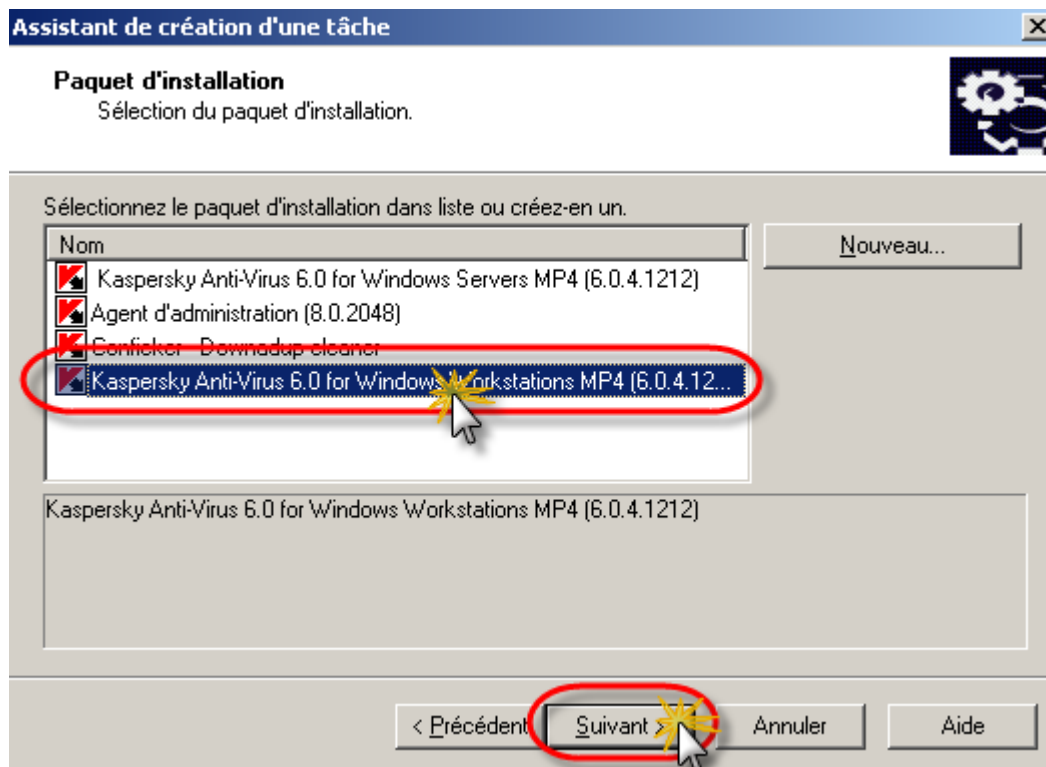 Assistant de création d'une tâche
Paquet d'installation
Sélection du paquet d'installation.
Sélectionnez le paquet d'installation dans liste ou créez-en un.
Nom
Nouveau...
Kaspersky Anti-Virus 6.0 for Windows Servers MP4 (6.0.4.1212)
Agent d'administration (8.0.2048)
Conficker - Downadup cleaner
Kaspersky Anti-Virus 6.0 for Windows Workstations MP4 (6.0.4.12...
Kaspersky Anti-Virus 6.0 for Windows Workstations MP4 (6.0.4.1212)
< Précédent Suivant > Annuler Aide